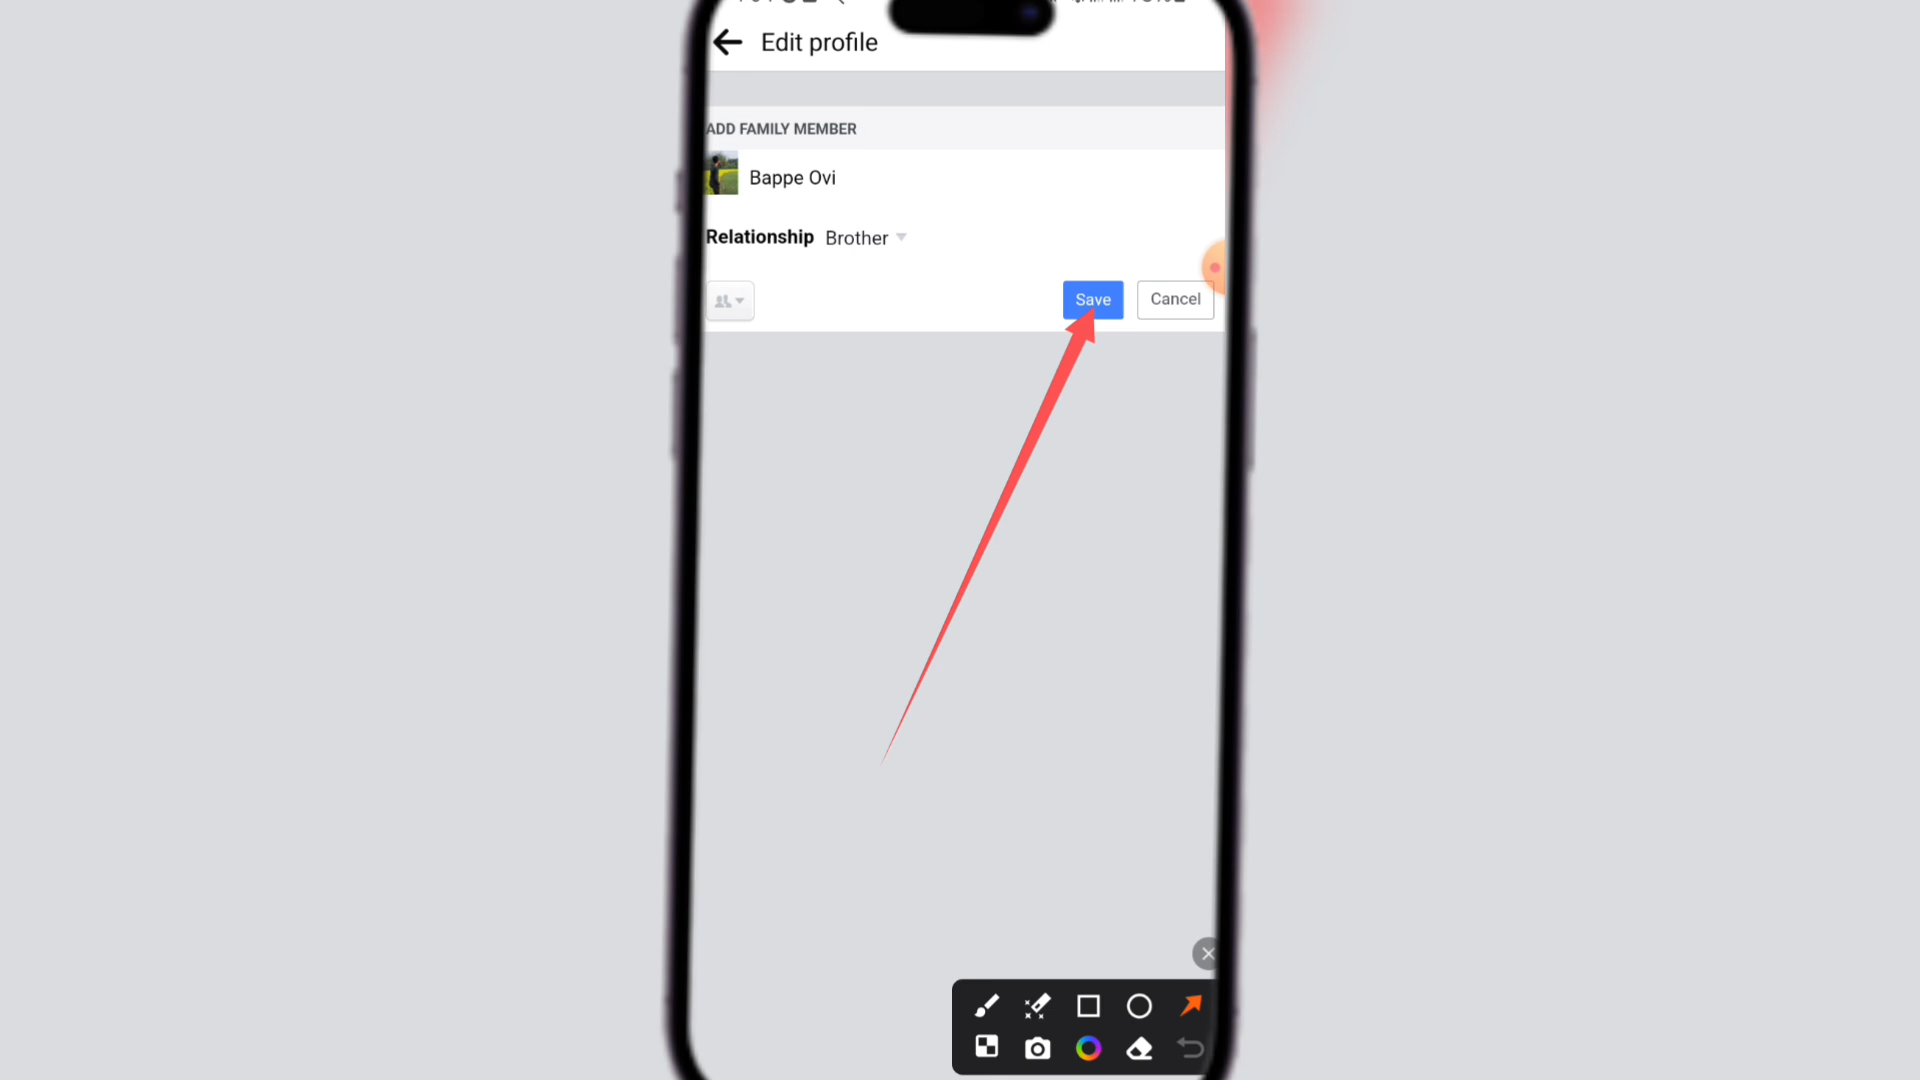 Edit profile
ADD FAMILY MEMBER
Bappe Ovi
Relationship Brother
Save Cancel